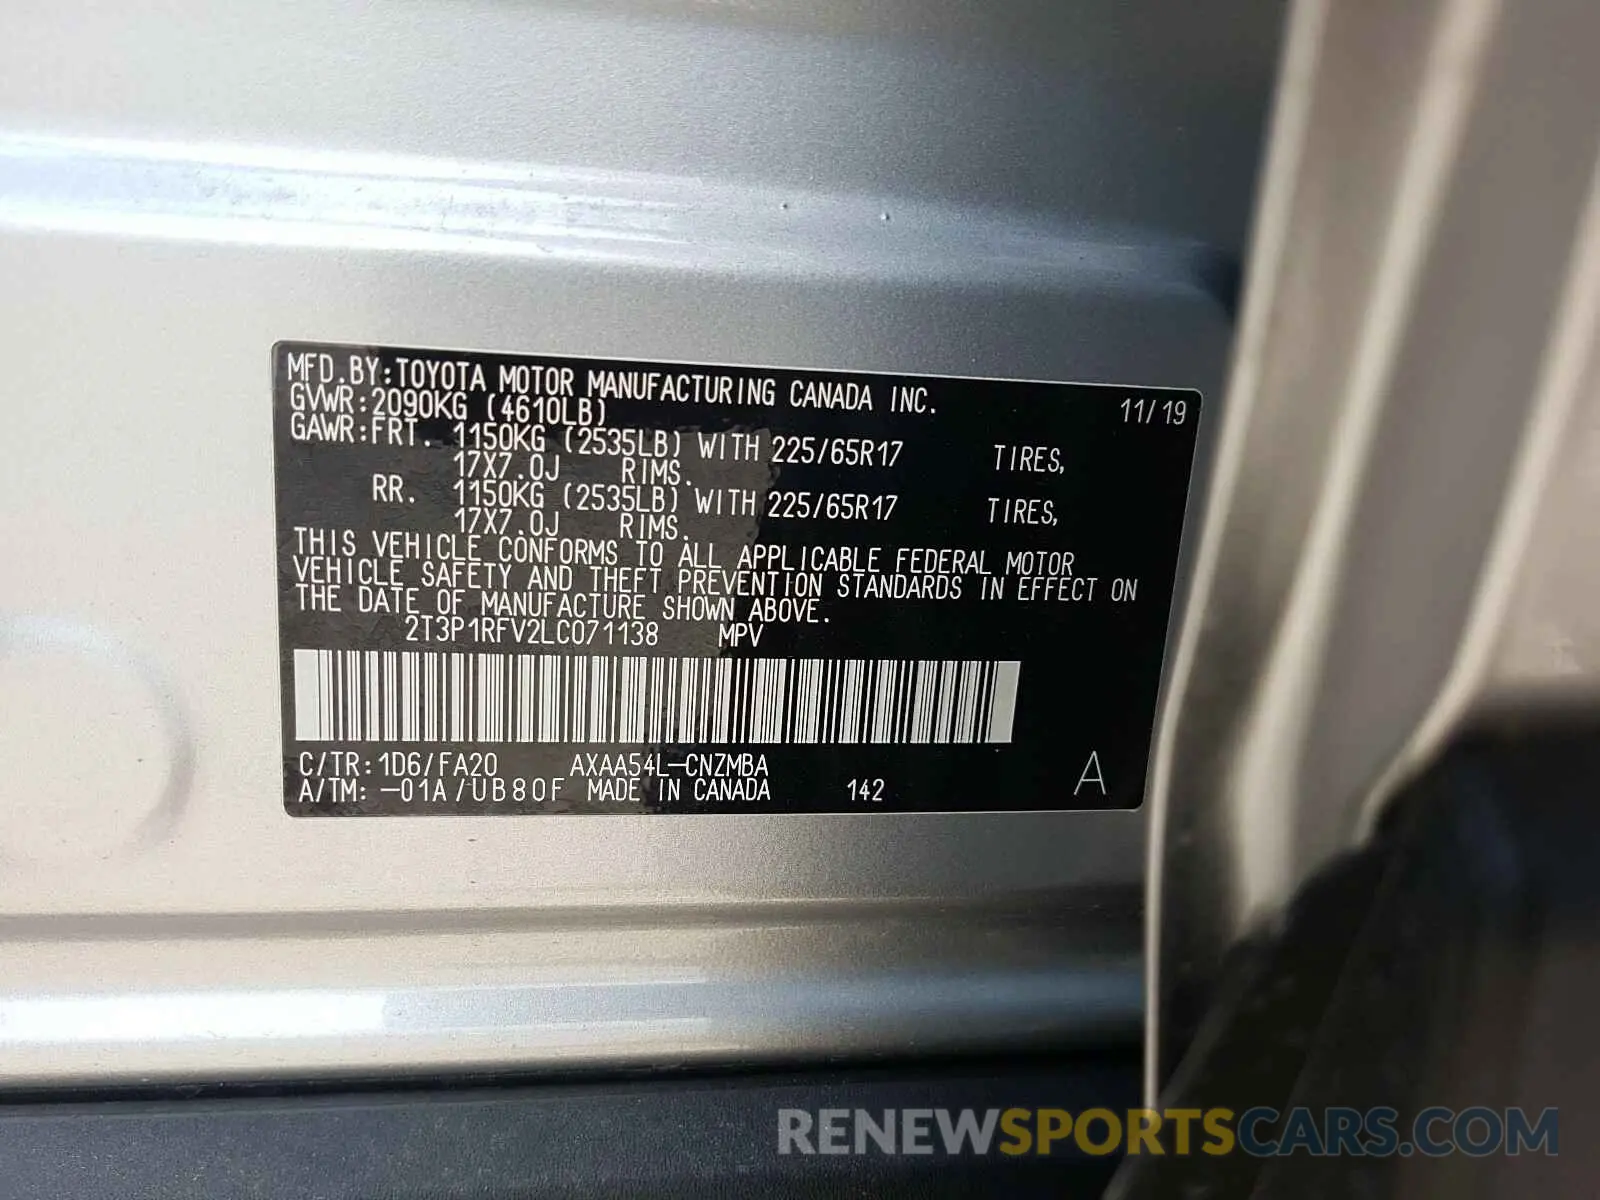 MFD.BY:TOYOTA MOTOR MANUFACTURING CANADA INC. 11/19
GVWR:2090KG (4610LB)
GAWR:FRT. 1150KG (2535LB) WITH 225/65R17 TIRES,
17X7.0J RIMS.
RR. 1150KG (2535LB) WITH 225/65R17 TIRES,
17X7.0J RIMS.
THIS VEHICLE CONFORMS TO ALL APPLICABLE FEDERAL MOTOR
VEHICLE SAFETY AND THEFT PREVENTION STANDARDS IN EFFECT ON
THE DATE OF MANUFACTURE SHOWN ABOVE.
2T3P1RFV2LC071138 MPV
C/TR:1D6/FA20 AXAA54L-CNZMBA
A/TM:-01A/UB80F MADE IN CANADA 142 A
RENEWSPORTSCARS.COM